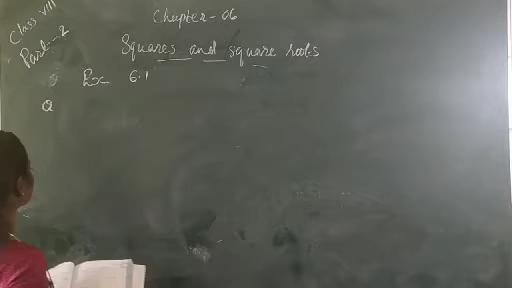 Class VIII
Part-2
Chapter-06
Squares and square roots
Ex 6.1
Q